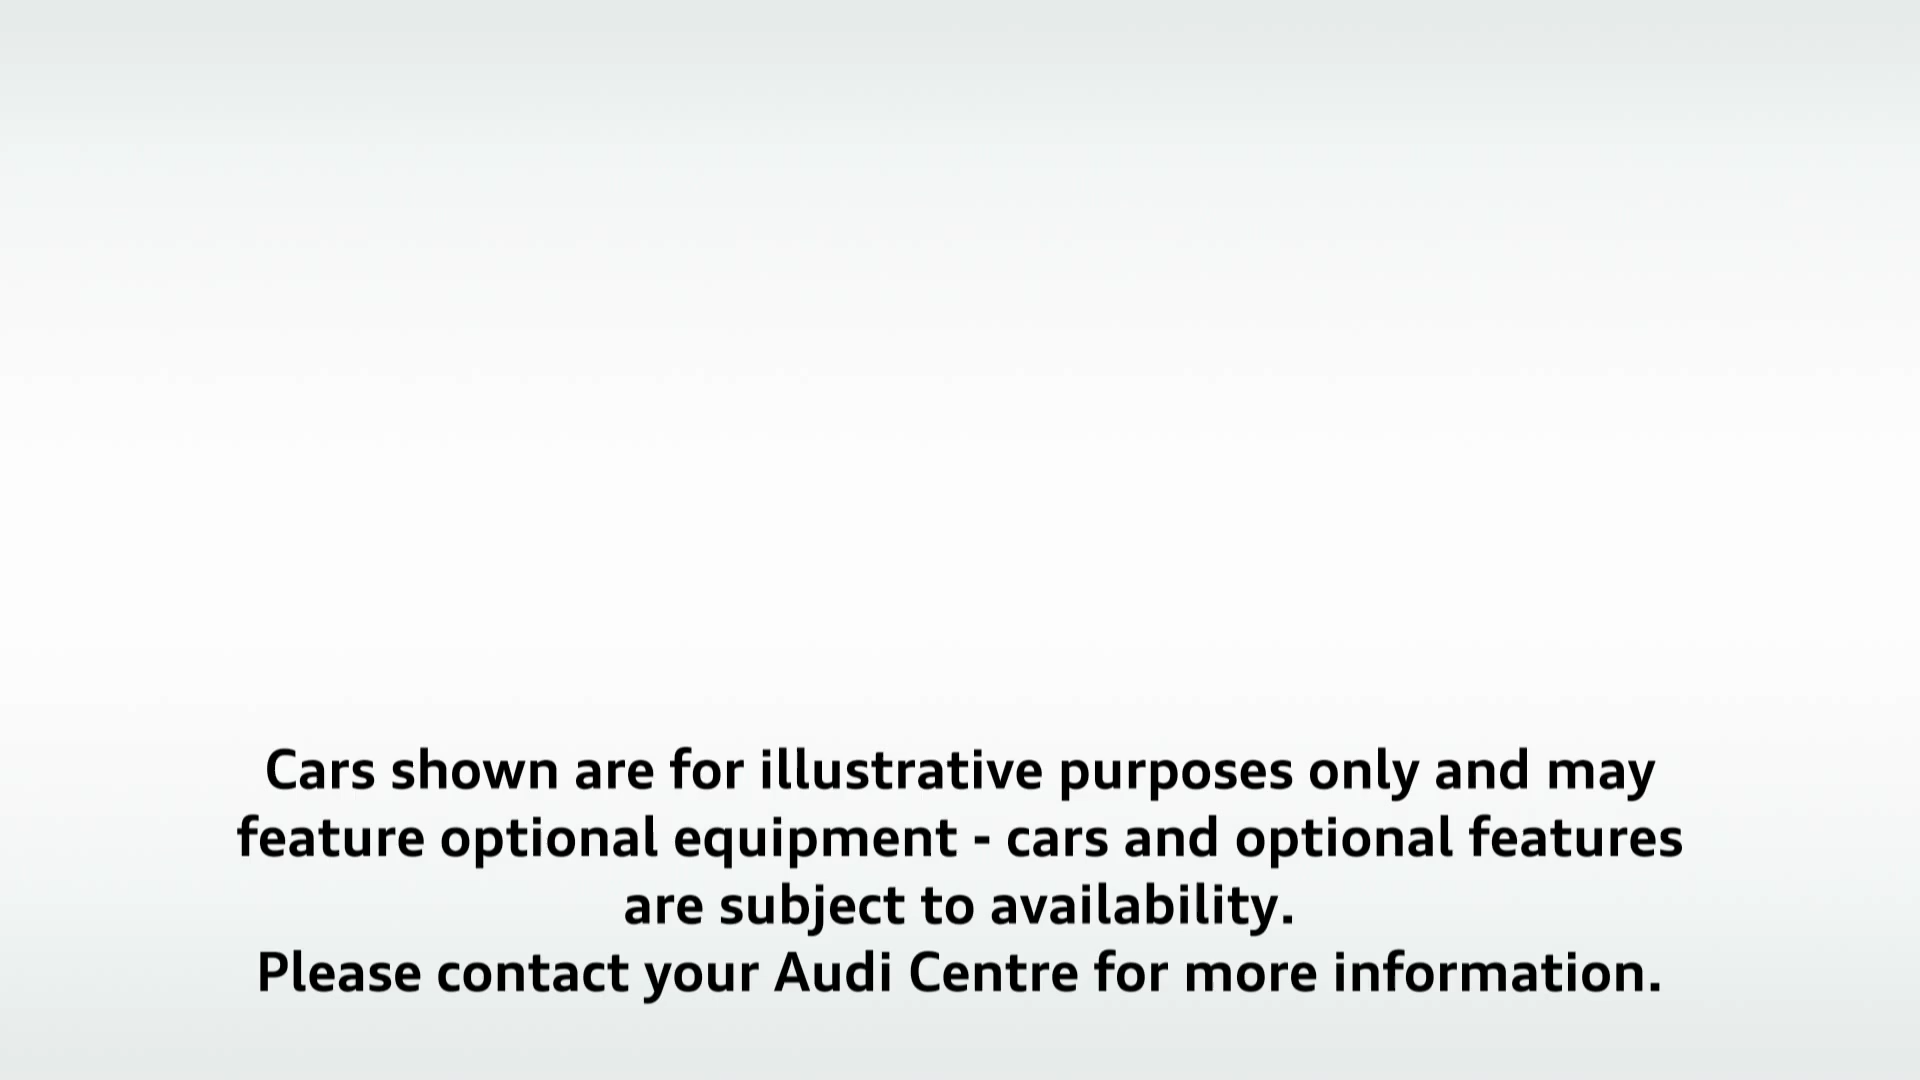 Cars shown are for illustrative purposes only and may
feature optional equipment - cars and optional features
are subject to availability.
Please contact your Audi Centre for more information.